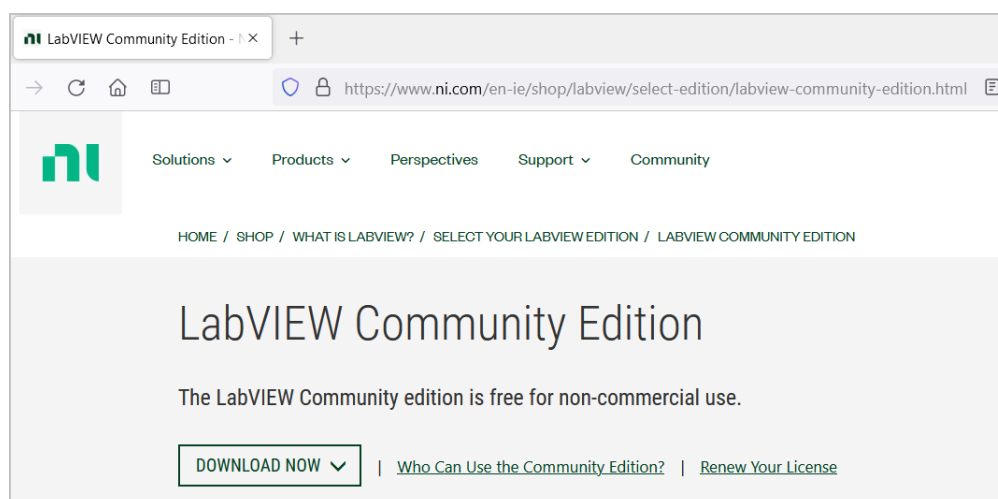 LabVIEW Community Edition - N
https://www.ni.com/en-ie/shop/labview/select-edition/labview-community-edition.html
ni
Solutions Products Perspectives Support Community
HOME / SHOP / WHAT IS LABVIEW? / SELECT YOUR LABVIEW EDITION / LABVIEW COMMUNITY EDITION
LabVIEW Community Edition
The LabVIEW Community edition is free for non-commercial use.
DOWNLOAD NOW | Who Can Use the Community Edition? | Renew Your License